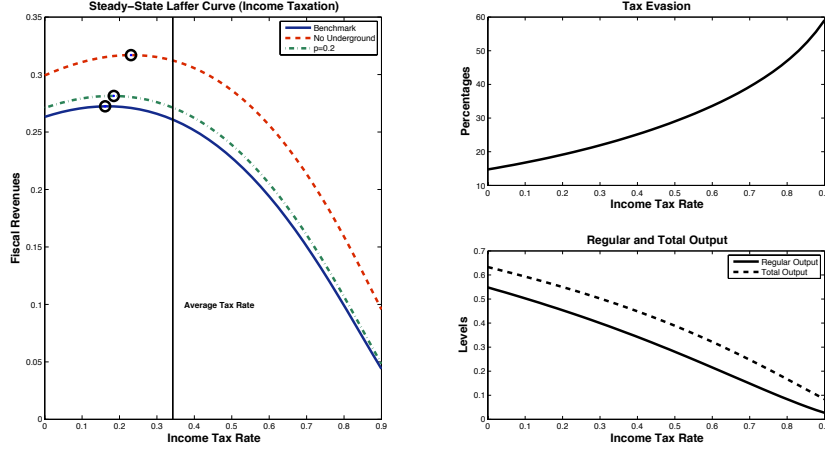 Steady−State Laffer Curve (Income Taxation)
0.35
0.3
0.25
0.2
0.15
0.1
0.05
0
Fiscal Revenues
Benchmark
No Underground
p=0.2
Average Tax Rate
0 0.1 0.2 0.3 0.4 0.5 0.6 0.7 0.8 0.9
Income Tax Rate
Tax Evasion
60
50
40
30
20
10
Percentages
0 0.1 0.2 0.3 0.4 0.5 0.6 0.7 0.8 0.9
Income Tax Rate
Regular and Total Output
0.7
0.6
0.5
0.4
0.3
0.2
0.1
0
Levels
Regular Output
Total Output
0 0.1 0.2 0.3 0.4 0.5 0.6 0.7 0.8 0.9
Income Tax Rate